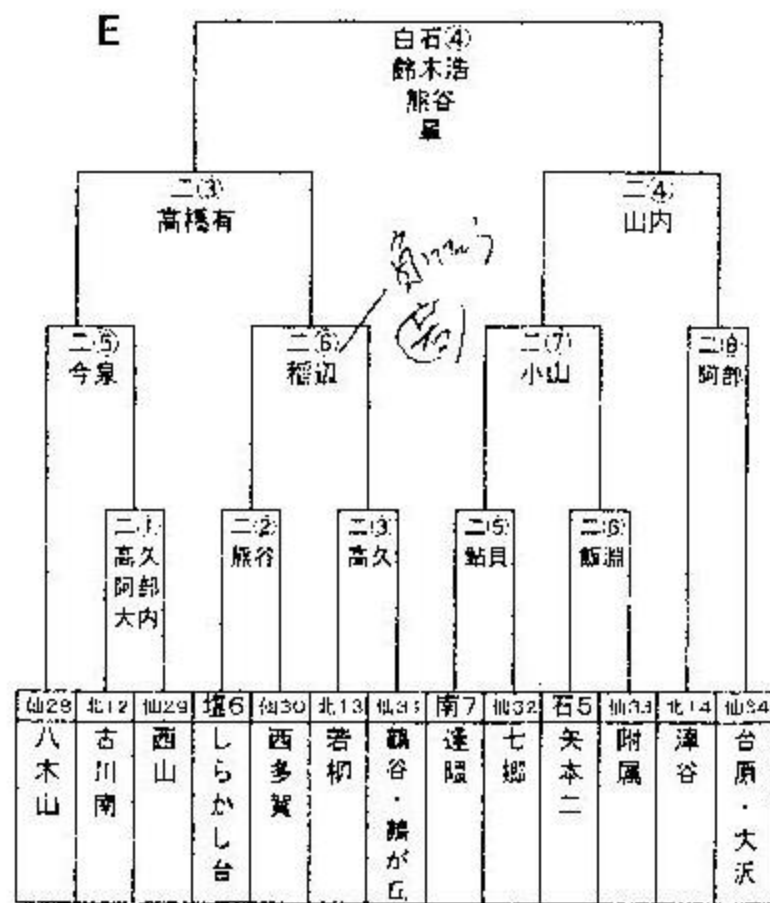 E
白石④
鈴木浩
熊谷
星
二③
高橋有
二④
山内
二⑤
今泉
二⑥
稲辺
二⑦
小山
二⑧
阿部
二①
高久
阿部
大内
二②
熊谷
二③
高久
二⑤
鮎貝
二⑥
飯淵
仙28 北12 仙29 塩6 仙30 北13 仙31 南7 仙32 石5 仙33 北14 仙34
八木山
古川南
西山
しらかし台
西多賀
若柳
鶴谷・鶴が丘
逢隈
七郷
矢本二
附属
津谷
台原・大沢